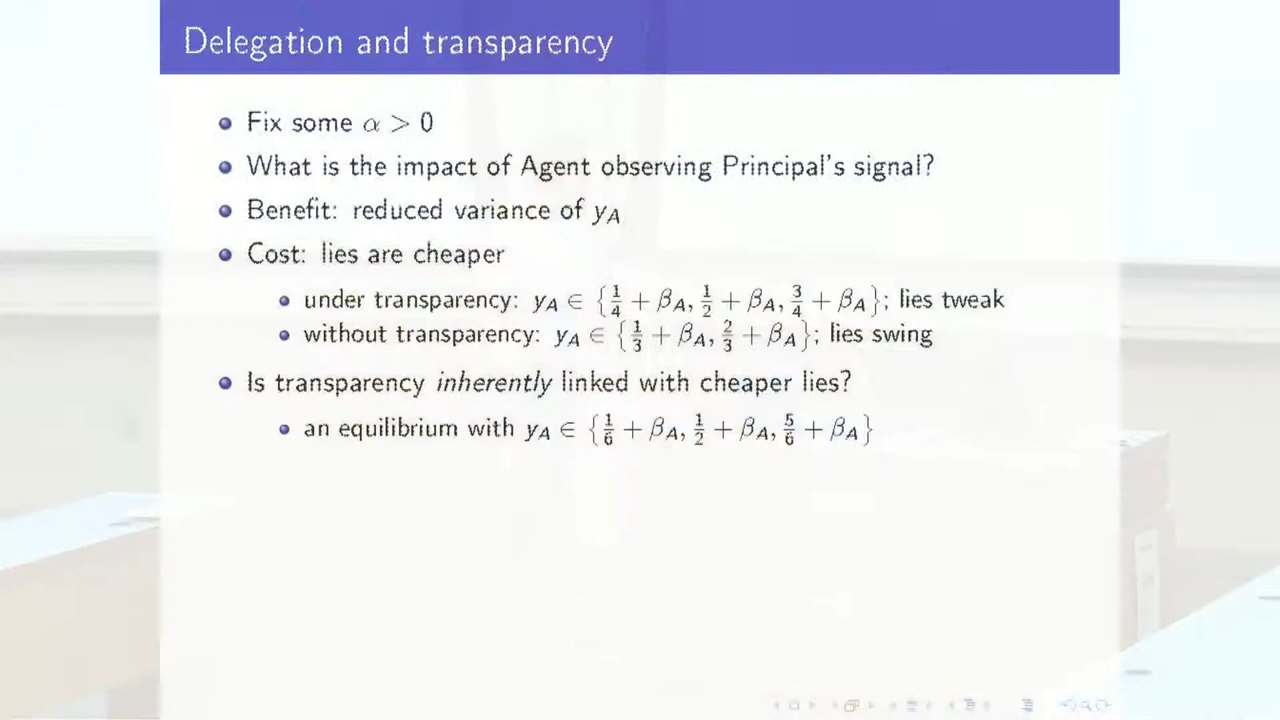 Delegation and transparency
Fix some α > 0
What is the impact of Agent observing Principal's signal?
Benefit: reduced variance of y_A
Cost: lies are cheaper
under transparency: y_A ∈ {1/4 + β_A, 1/2 + β_A, 3/4 + β_A}; lies tweak
without transparency: y_A ∈ {1/3 + β_A, 2/3 + β_A}; lies swing
Is transparency inherently linked with cheaper lies?
an equilibrium with y_A ∈ {1/6 + β_A, 1/2 + β_A, 5/6 + β_A}